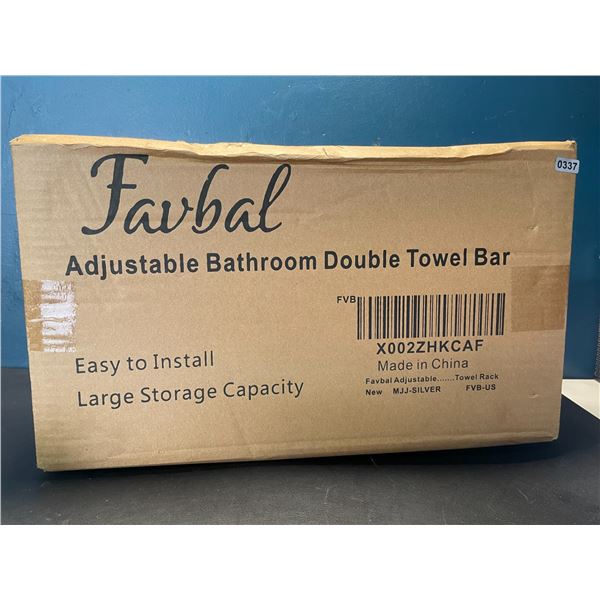 0337
Favbal
Adjustable Bathroom Double Towel Bar
FVB
X002ZHKCAF
Made in China
Favbal Adjustable.......Towel Rack
New MJJ-SILVER FVB-US
Easy to Install
Large Storage Capacity